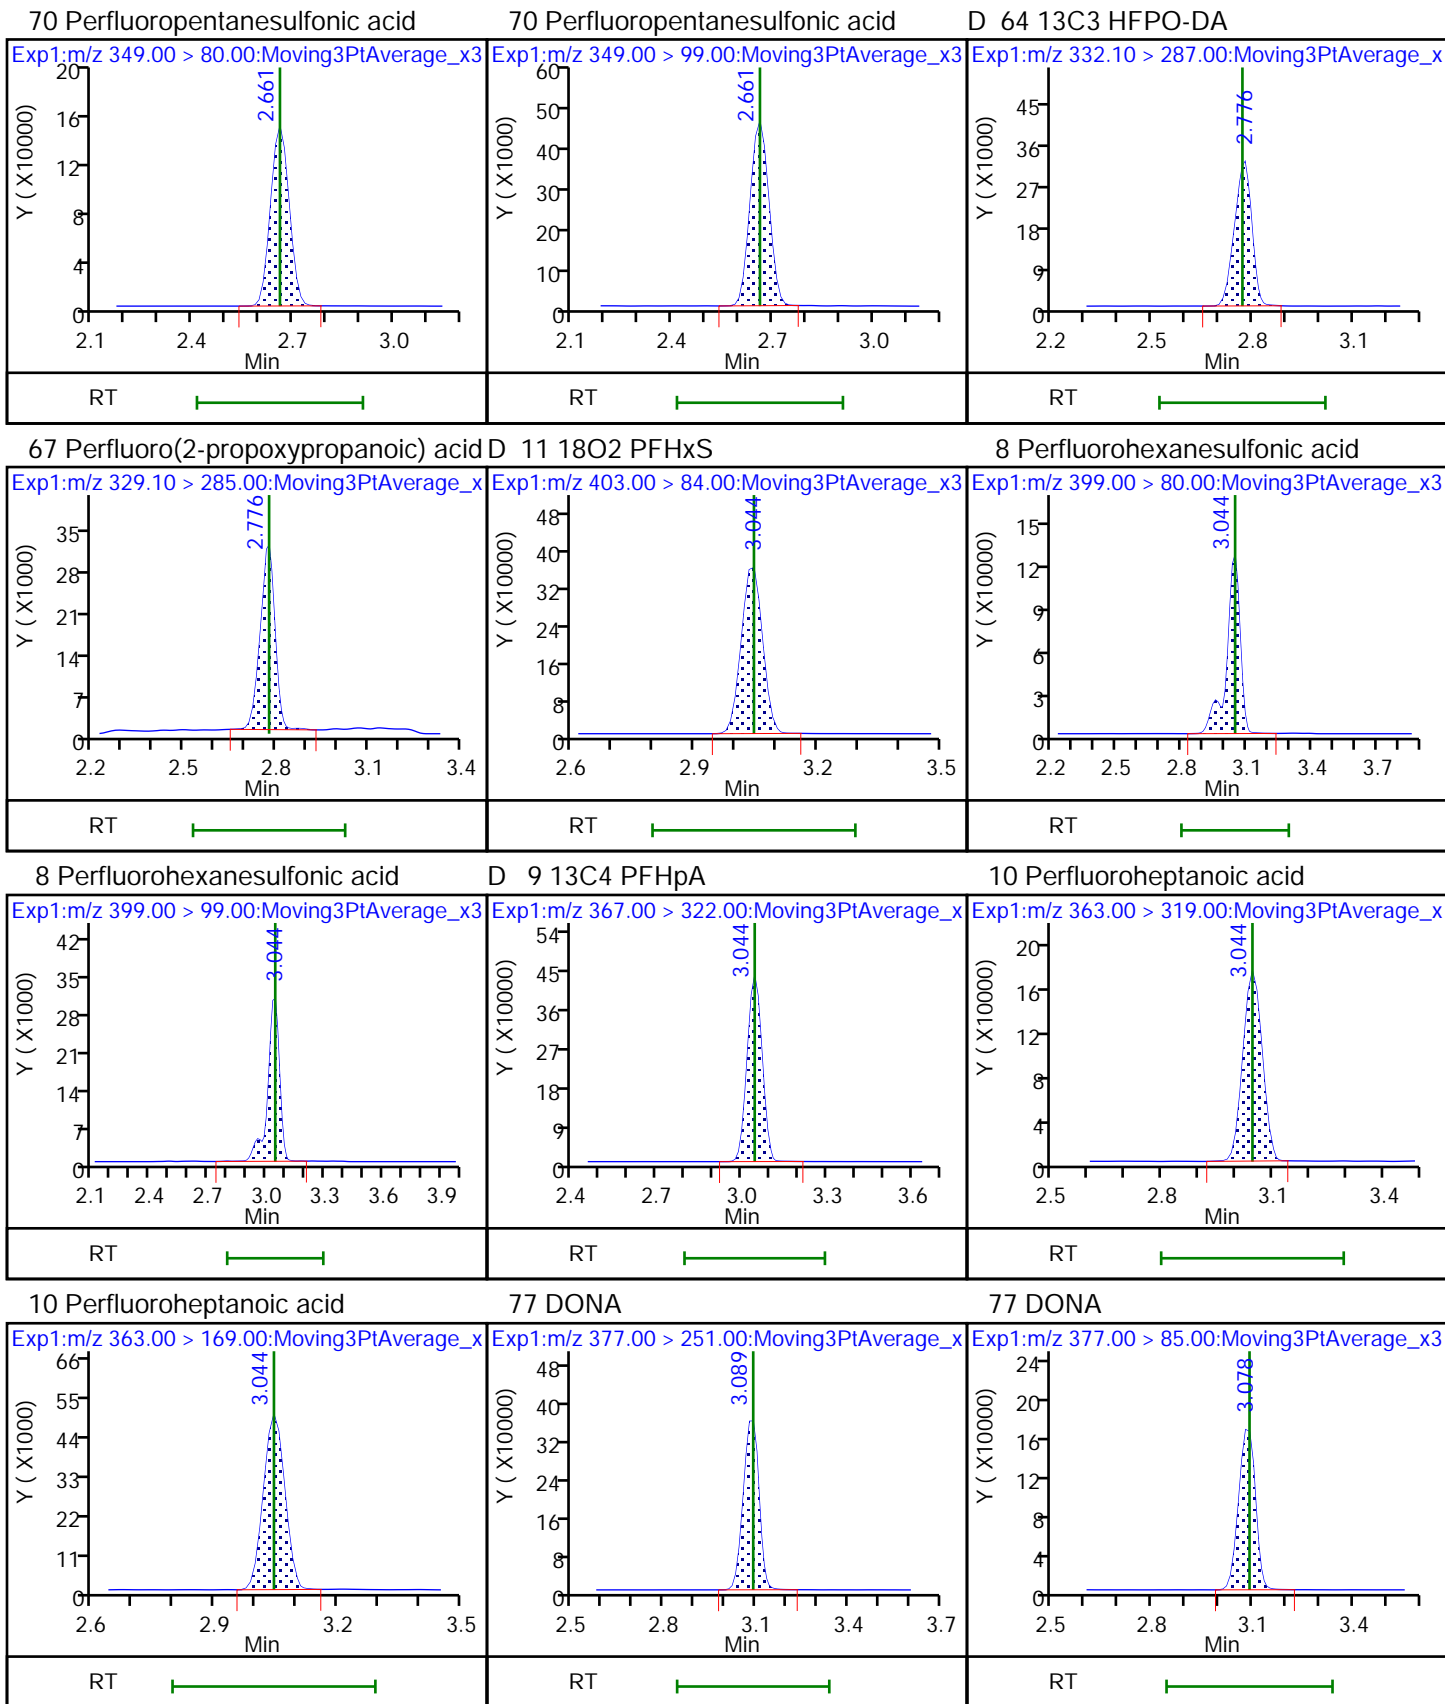 70 Perfluoropentanesulfonic acid
Exp1:m/z 349.00 > 80.00:Moving3PtAverage_x3
Y ( X10000)
20
16
12
8
4
0
2.661
2.1 2.4 2.7 3.0
Min
RT
70 Perfluoropentanesulfonic acid
Exp1:m/z 349.00 > 99.00:Moving3PtAverage_x3
Y ( X1000)
60
50
40
30
20
10
0
2.661
2.1 2.4 2.7 3.0
Min
RT
D 64 13C3 HFPO-DA
Exp1:m/z 332.10 > 287.00:Moving3PtAverage_x
Y ( X1000)
45
36
27
18
9
0
2.776
2.2 2.5 2.8 3.1
Min
RT
67 Perfluoro(2-propoxypropanoic) acid
Exp1:m/z 329.10 > 285.00:Moving3PtAverage_x
Y ( X1000)
35
28
21
14
7
0
2.776
2.2 2.5 2.8 3.1 3.4
Min
RT
D 11 18O2 PFHxS
Exp1:m/z 403.00 > 84.00:Moving3PtAverage_x3
Y ( X10000)
48
40
32
24
16
8
0
3.044
2.6 2.9 3.2 3.5
Min
RT
8 Perfluorohexanesulfonic acid
Exp1:m/z 399.00 > 80.00:Moving3PtAverage_x3
Y ( X10000)
15
12
9
6
3
0
3.044
2.2 2.5 2.8 3.1 3.4 3.7
Min
RT
8 Perfluorohexanesulfonic acid
Exp1:m/z 399.00 > 99.00:Moving3PtAverage_x3
Y ( X1000)
42
35
28
21
14
7
0
3.044
2.1 2.4 2.7 3.0 3.3 3.6 3.9
Min
RT
D 9 13C4 PFHpA
Exp1:m/z 367.00 > 322.00:Moving3PtAverage_x
Y ( X10000)
54
45
36
27
18
9
0
3.044
2.4 2.7 3.0 3.3 3.6
Min
RT
10 Perfluoroheptanoic acid
Exp1:m/z 363.00 > 319.00:Moving3PtAverage_x
Y ( X10000)
20
16
12
8
4
0
3.044
2.5 2.8 3.1 3.4
Min
RT
10 Perfluoroheptanoic acid
Exp1:m/z 363.00 > 169.00:Moving3PtAverage_x
Y ( X1000)
66
55
44
33
22
11
0
3.044
2.6 2.9 3.2 3.5
Min
RT
77 DONA
Exp1:m/z 377.00 > 251.00:Moving3PtAverage_x
Y ( X10000)
48
40
32
24
16
8
0
3.089
2.5 2.8 3.1 3.4 3.7
Min
RT
77 DONA
Exp1:m/z 377.00 > 85.00:Moving3PtAverage_x3
Y ( X10000)
24
20
16
12
8
4
0
3.078
2.5 2.8 3.1 3.4
Min
RT